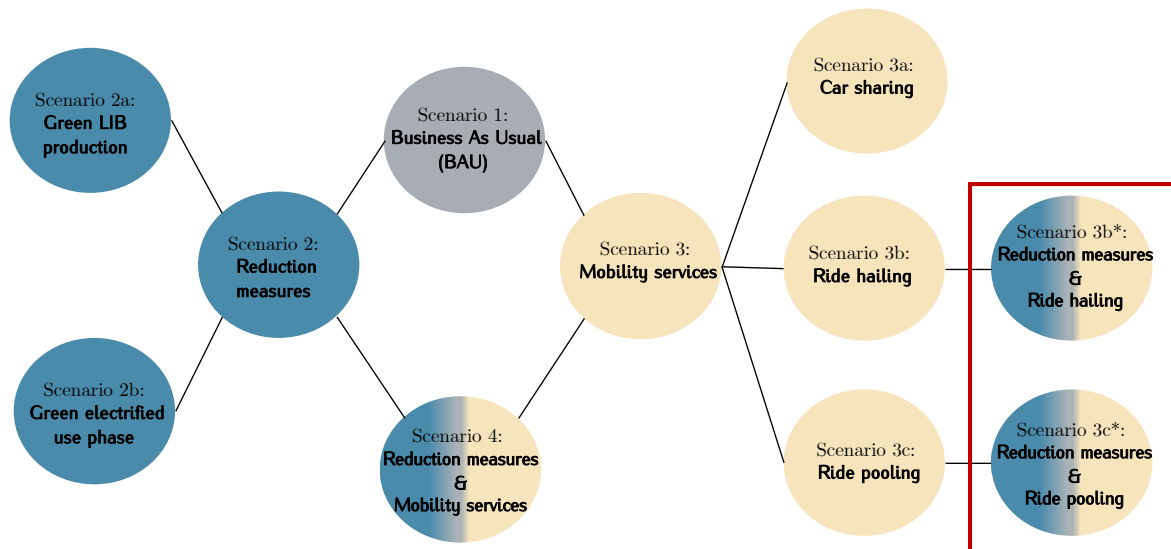 Scenario 2a:
Green LIB
production
Scenario 1:
Business As Usual
(BAU)
Scenario 3a:
Car sharing
Scenario 2:
Reduction
measures
Scenario 3:
Mobility services
Scenario 3b:
Ride hailing
Scenario 3b*:
Reduction measures
&
Ride hailing
Scenario 2b:
Green electrified
use phase
Scenario 4:
Reduction measures
&
Mobility services
Scenario 3c:
Ride pooling
Scenario 3c*:
Reduction measures
&
Ride pooling